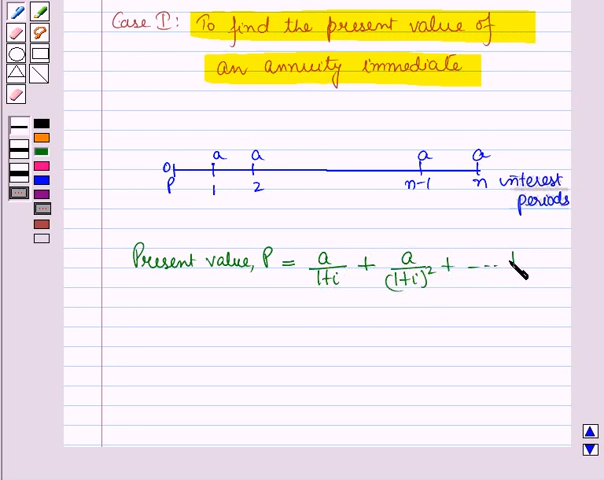 Case I: To find the present value of
an annuity immediate
a a a a
0
P 1 2 n-1 n interest
periods
Present value, P = a/(1+i) + a/(1+i)² + ---- +